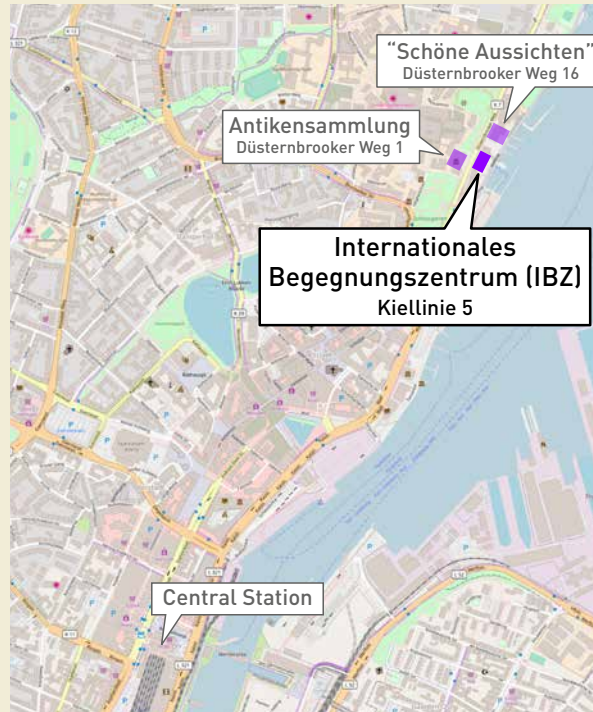 “Schöne Aussichten”
Düsternbrooker Weg 16
Antikensammlung
Düsternbrooker Weg 1
Internationales
Begegnungszentrum (IBZ)
Kiellinie 5
Central Station